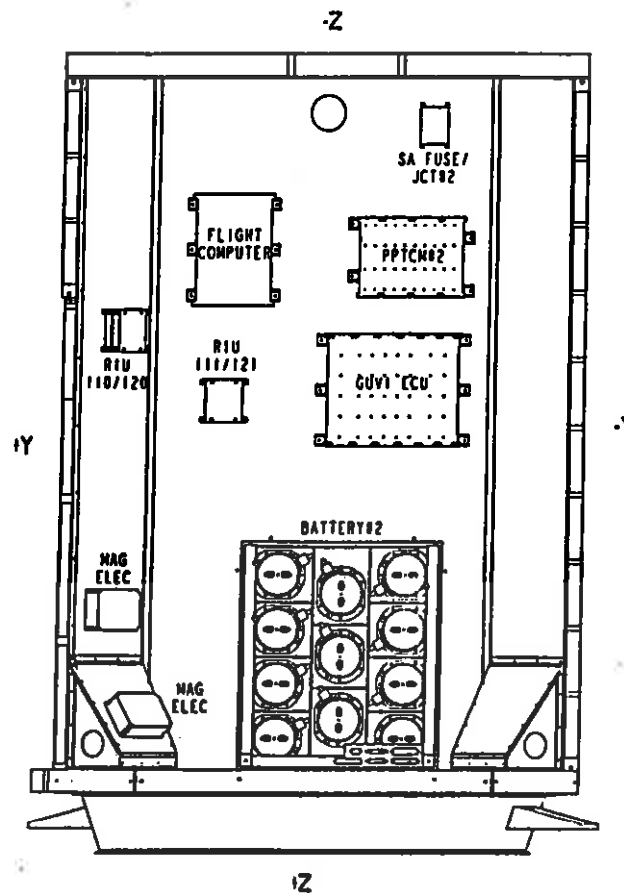 -Z
SA FUSE/
JCT#2
FLIGHT
COMPUTER
PPTCM#2
RIU
110/120
RIU
111/121
GUVI ECU
+Y
BATTERY#2
MAG
ELEC
MAG
ELEC
+Z